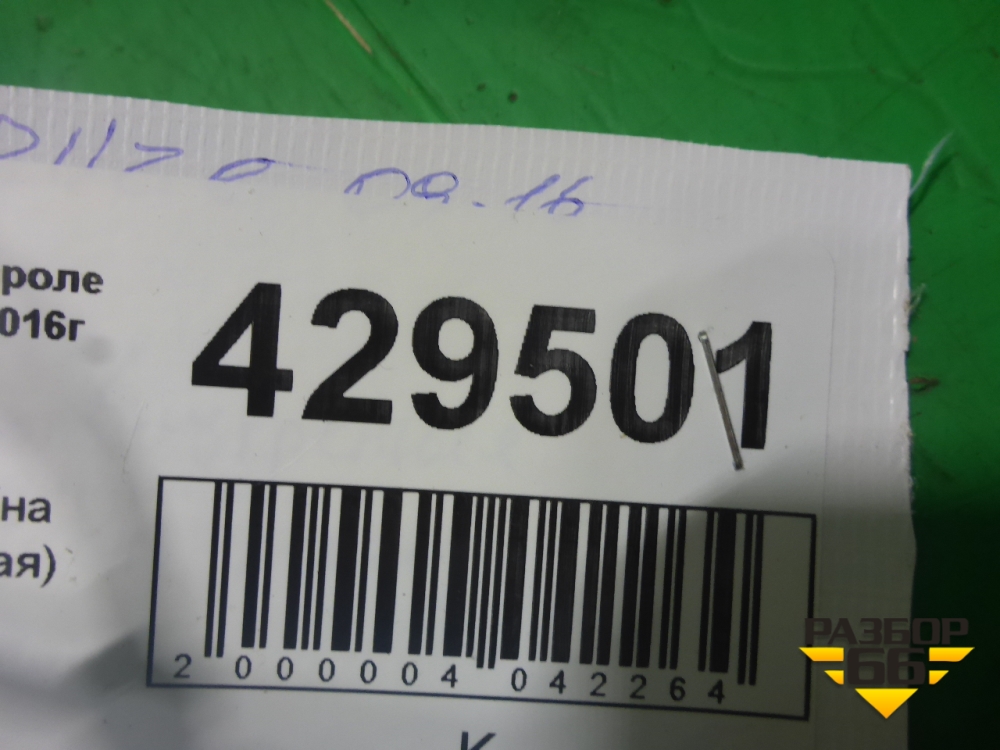 роле
016г
429501
на
ая)
2 000004 042264
К
РАЗБОР
66